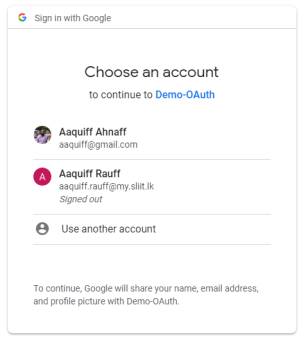 Sign in with Google
Choose an account
to continue to Demo-OAuth
Aaquiff Ahnaff
aaquiff@gmail.com
A
Aaquiff Rauff
aaquiff.rauff@my.sliit.lk
Signed out
Use another account
To continue, Google will share your name, email address,
and profile picture with Demo-OAuth.